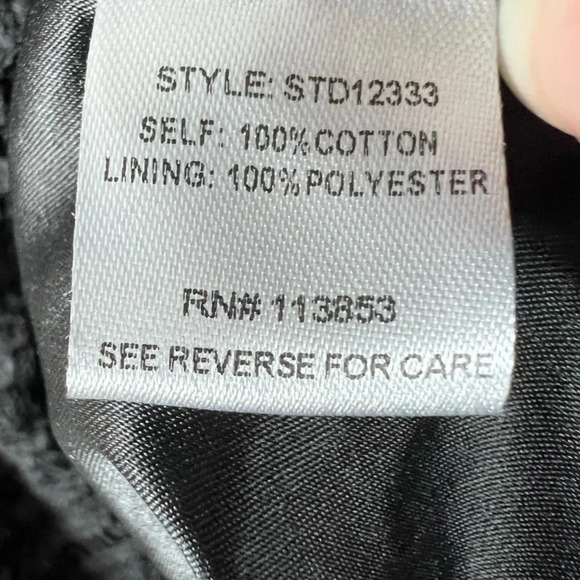 STYLE: STD12333
SELF: 100% COTTON
LINING: 100% POLYESTER
RN# 113853
SEE REVERSE FOR CARE